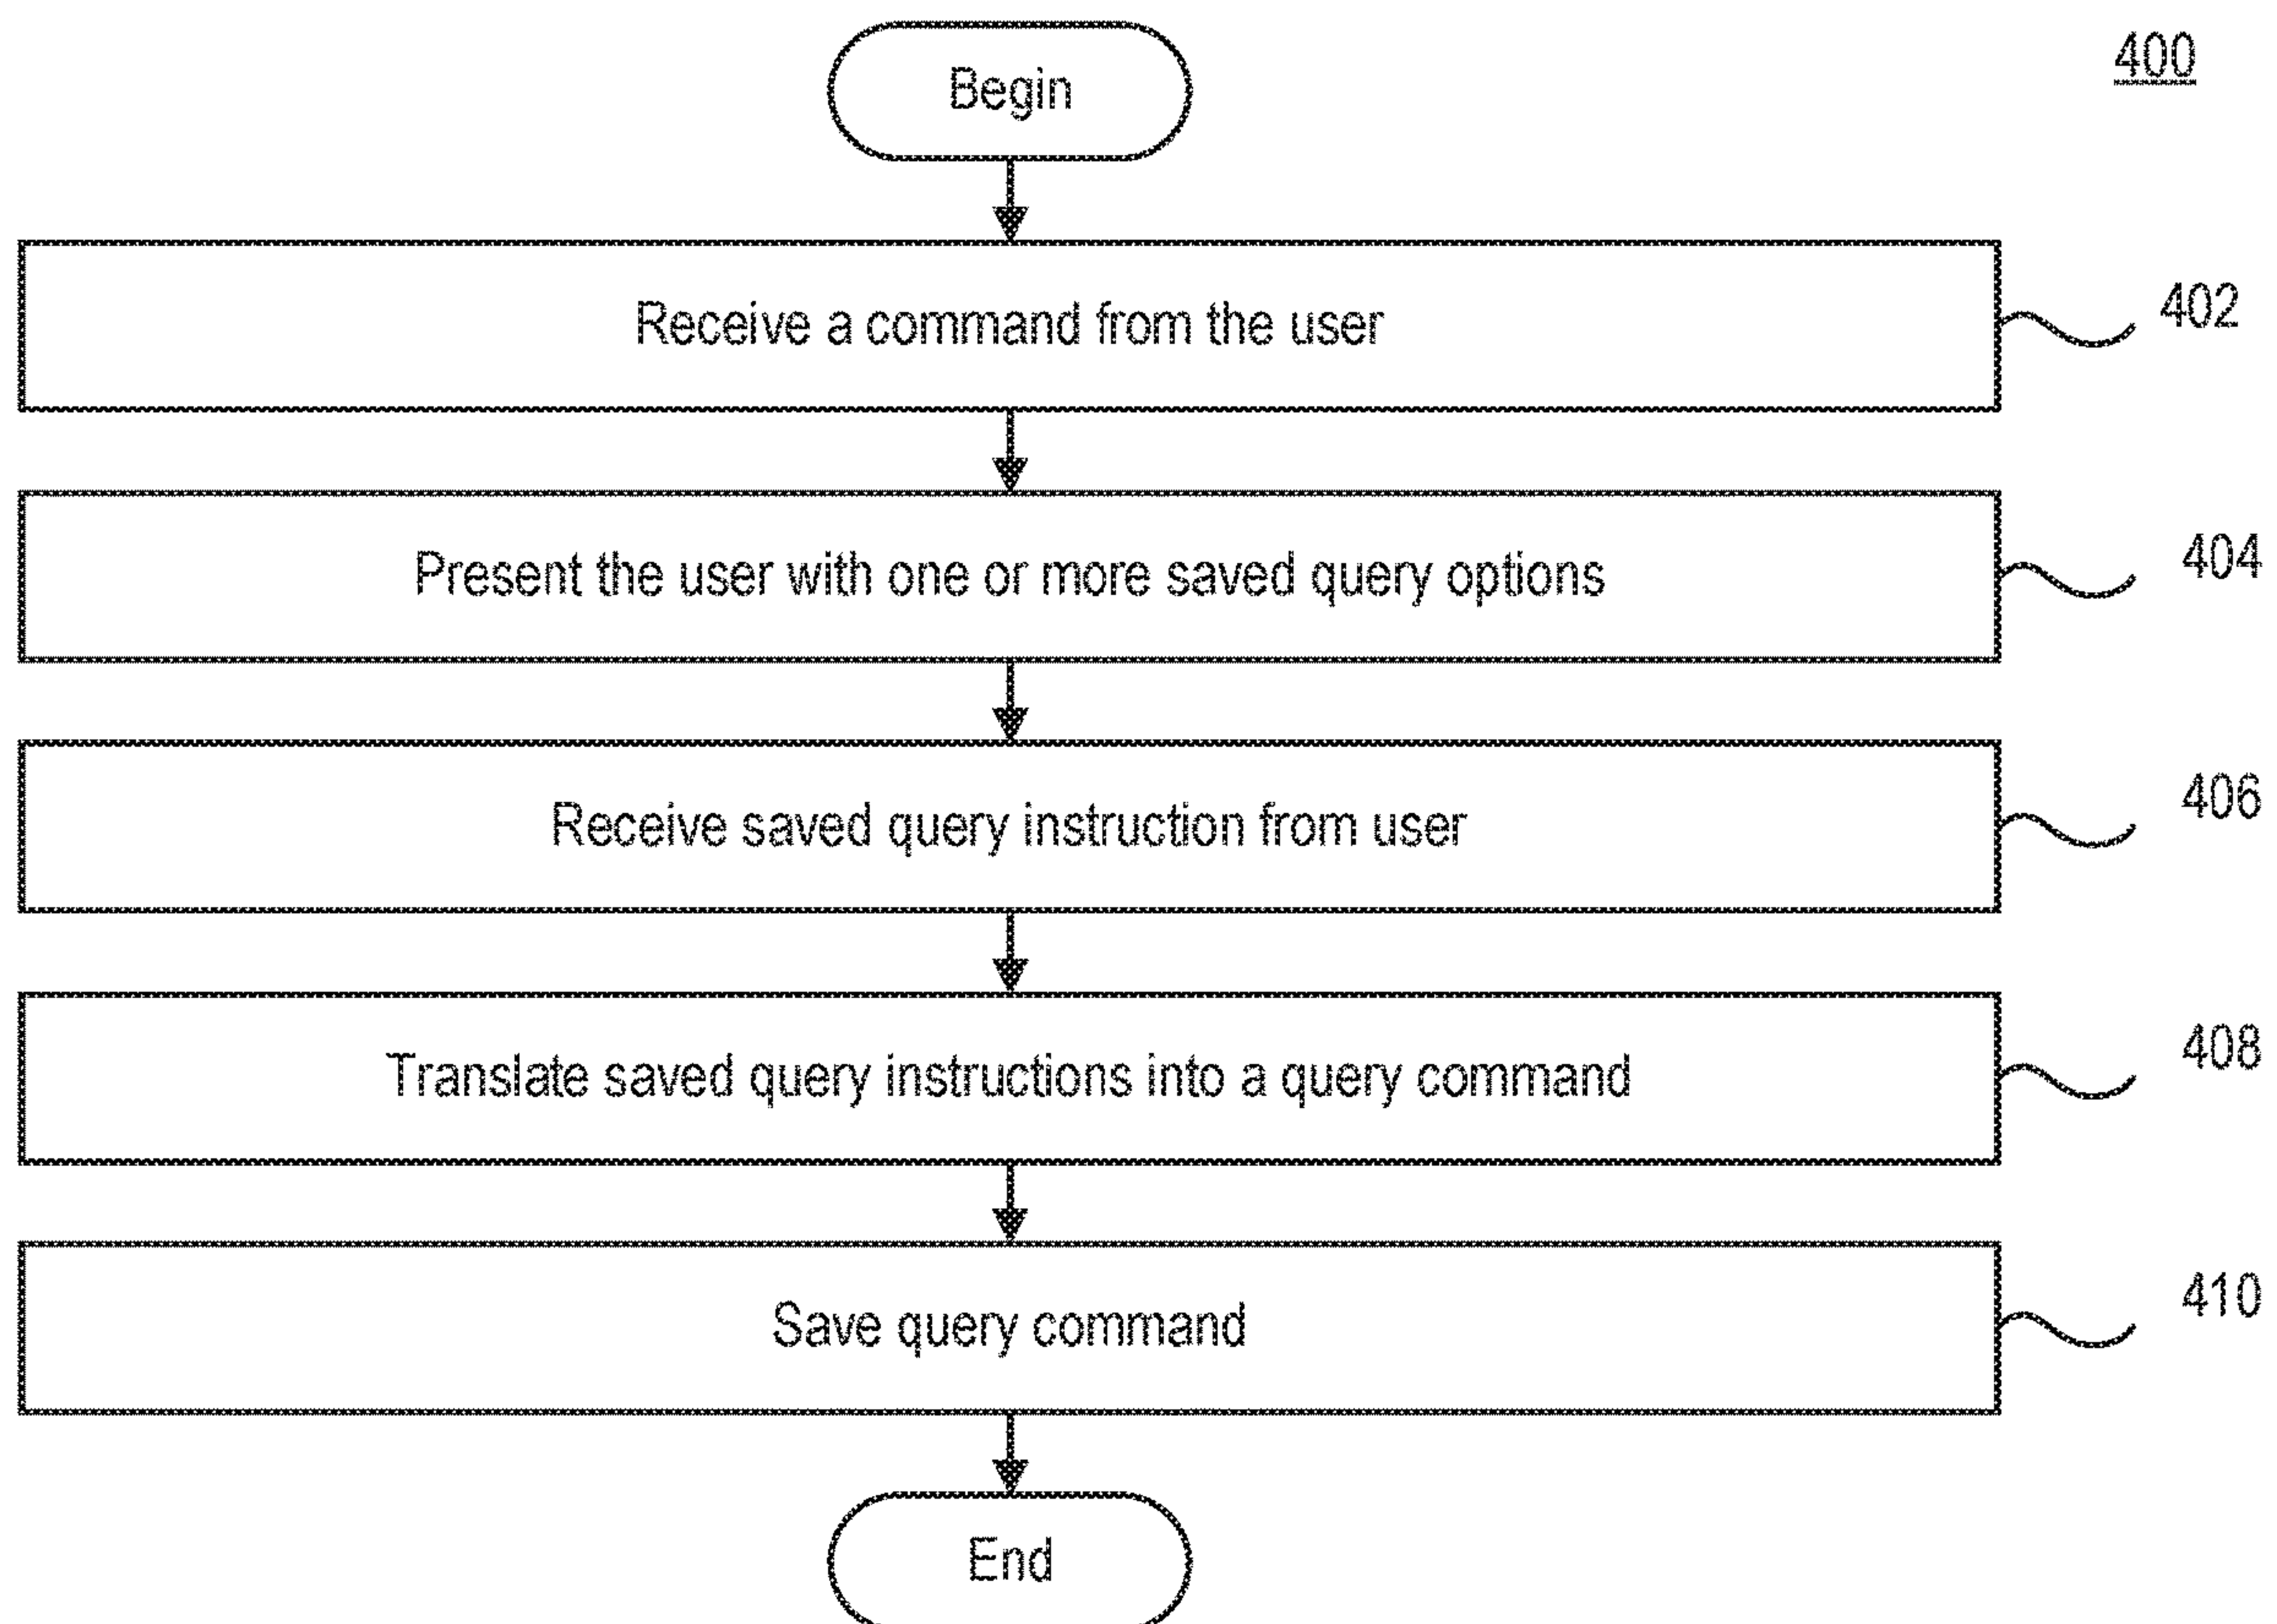 400
Begin
Receive a command from the user
402
Present the user with one or more saved query options
404
Receive saved query instruction from user
406
Translate saved query instructions into a query command
408
Save query command
410
End